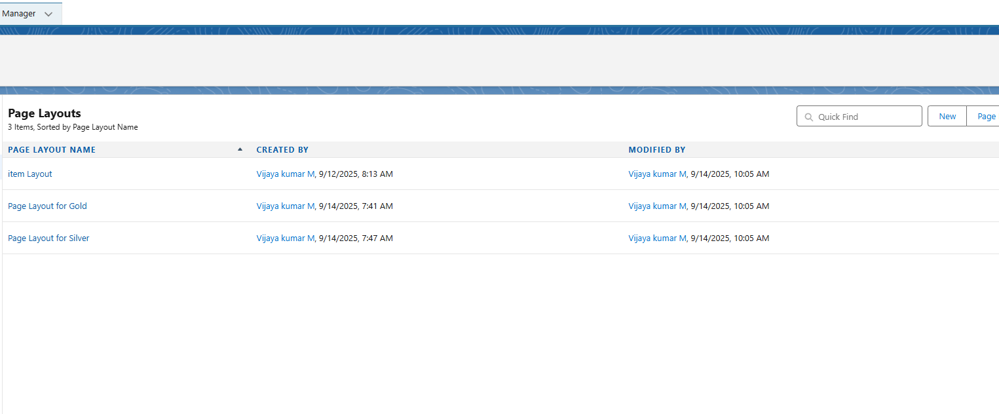 Manager
Page Layouts
3 Items, Sorted by Page Layout Name
Quick Find
New
Page
PAGE LAYOUT NAME CREATED BY MODIFIED BY
item Layout Vijaya kumar M, 9/12/2025, 8:13 AM Vijaya kumar M, 9/14/2025, 10:05 AM
Page Layout for Gold Vijaya kumar M, 9/14/2025, 7:41 AM Vijaya kumar M, 9/14/2025, 10:05 AM
Page Layout for Silver Vijaya kumar M, 9/14/2025, 7:47 AM Vijaya kumar M, 9/14/2025, 10:05 AM